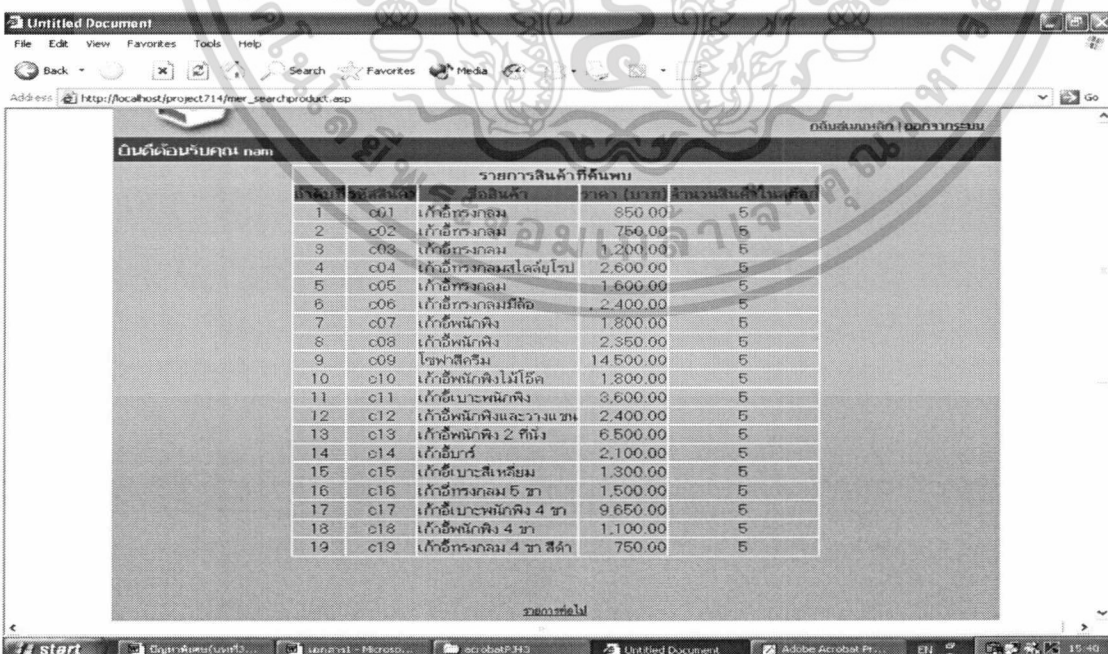 Untitled Document
File Edit View Favorites Tools Help
Back Search Favorites Media
Address http://localhost/project714/mer_searchproduct.asp Go
กลับสู่เมนูหลัก | ออกจากระบบ
ยินดีต้อนรับคุณ nam
รายการสินค้าที่ค้นพบ
ลำดับที่ รหัสสินค้า ชื่อสินค้า ราคา (บาท) จำนวนสินค้าในสต๊อก
1 c01 เก้าอี้ทรงกลม 850.00 5
2 c02 เก้าอี้ทรงกลม 750.00 5
3 c03 เก้าอี้ทรงกลม 1,200.00 5
4 c04 เก้าอี้ทรงกลมสไตล์ยุโรป 2,600.00 5
5 c05 เก้าอี้ทรงกลม 1,600.00 5
6 c06 เก้าอี้ทรงกลมมีล้อ 2,400.00 5
7 c07 เก้าอี้พนักพิง 1,800.00 5
8 c08 เก้าอี้พนักพิง 2,350.00 5
9 c09 โซฟาสีครีม 14,500.00 5
10 c10 เก้าอี้พนักพิงไม้โอ๊ค 1,800.00 5
11 c11 เก้าอี้เบาะพนักพิง 3,600.00 5
12 c12 เก้าอี้พนักพิงและวางแขน 2,400.00 5
13 c13 เก้าอี้พนักพิง 2 ที่นั่ง 6,500.00 5
14 c14 เก้าอี้บาร์ 2,100.00 5
15 c15 เก้าอี้เบาะสี่เหลี่ยม 1,300.00 5
16 c16 เก้าอี้ทรงกลม 5 ขา 1,500.00 5
17 c17 เก้าอี้เบาะพนักพิง 4 ขา 9,650.00 5
18 c18 เก้าอี้พนักพิง 4 ขา 1,100.00 5
19 c19 เก้าอี้ทรงกลม 4 ขา สีดำ 750.00 5
รายการต่อไป
start ปัญหาพิเศษ(บทที่3... เอกสาร1 - Microso... acrobatP3H3 Untitled Document Adobe Acrobat Pr... EN 15:40